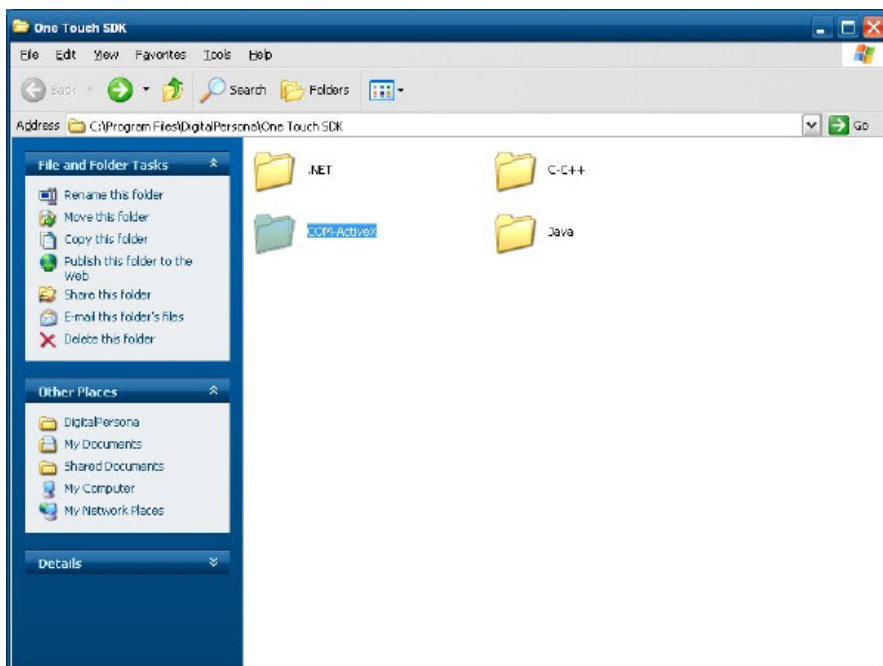 One Touch SDK
File Edit View Favorites Tools Help
Back Search Folders
Address C:\Program Files\DigitalPersona\One Touch SDK Go
File and Folder Tasks
Rename this folder
Move this folder
Copy this folder
Publish this folder to the
Web
Share this folder
E-mail this folder's files
Delete this folder
Other Places
DigitalPersona
My Documents
Shared Documents
My Computer
My Network Places
Details
.NET C-C++
COM-ActiveX Java